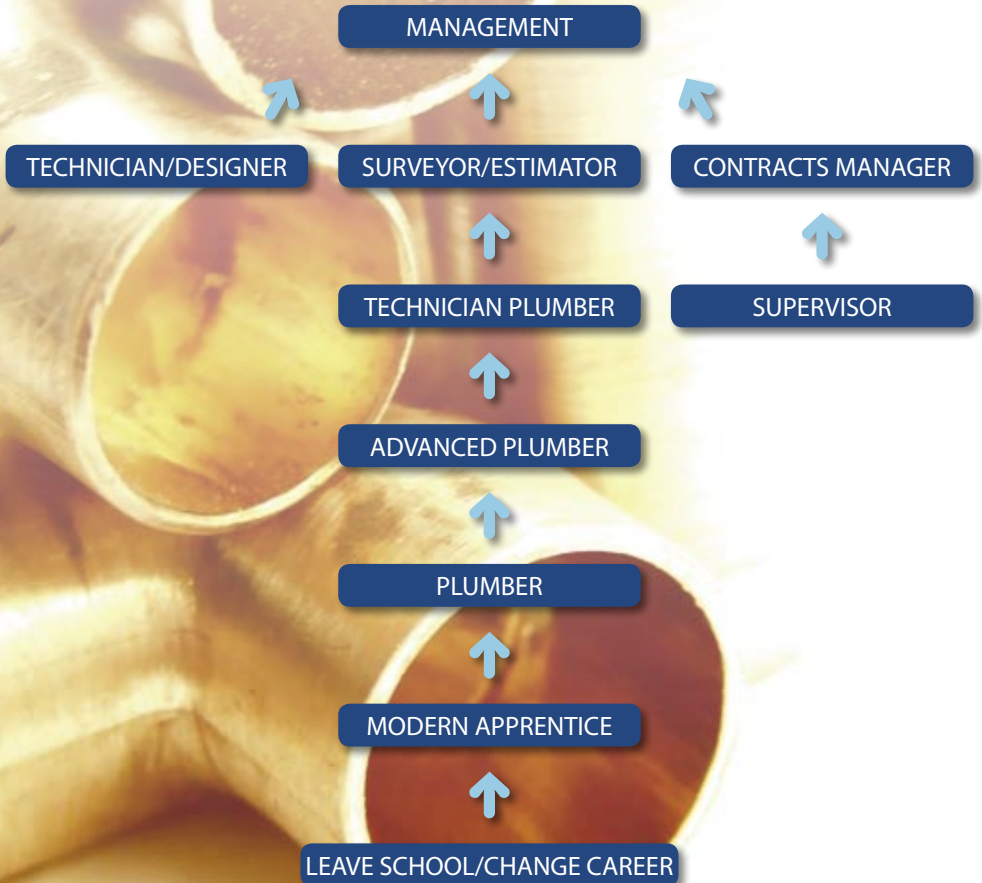 MANAGEMENT
TECHNICIAN/DESIGNER
SURVEYOR/ESTIMATOR
CONTRACTS MANAGER
TECHNICIAN PLUMBER
SUPERVISOR
ADVANCED PLUMBER
PLUMBER
MODERN APPRENTICE
LEAVE SCHOOL/CHANGE CAREER